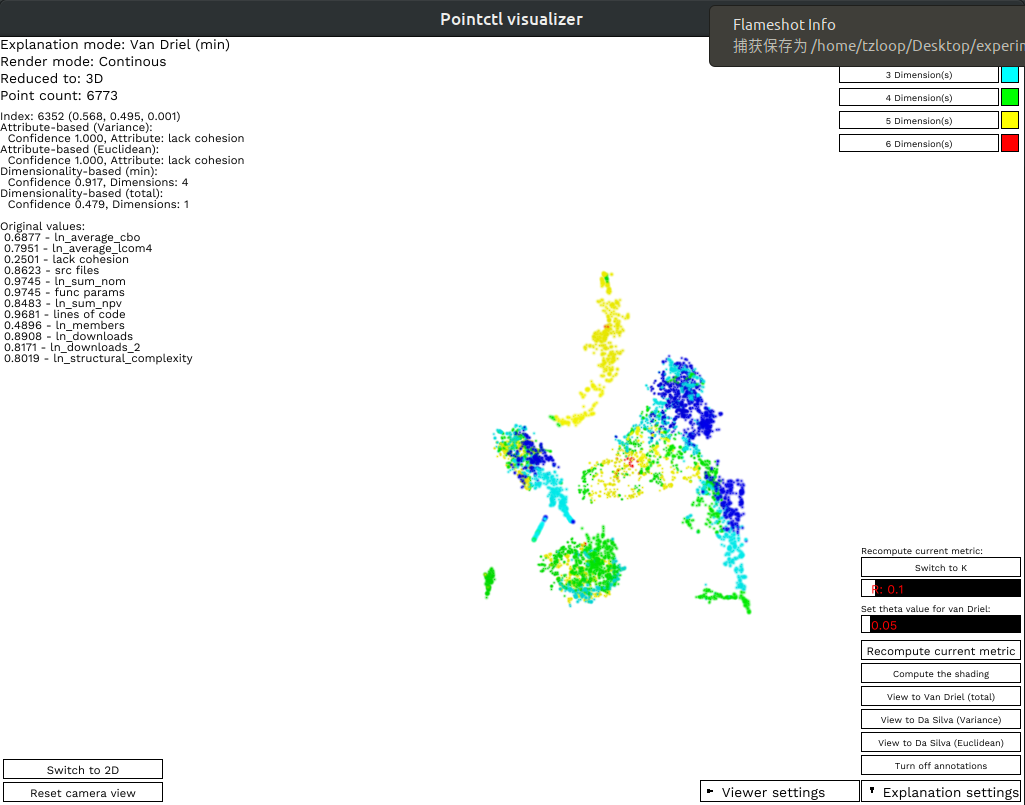 Pointctl visualizer
Flameshot Info
捕获保存为 /home/tzloop/Desktop/experim
Explanation mode: Van Driel (min)
Render mode: Continous
Reduced to: 3D
Point count: 6773
Index: 6352 (0.568, 0.495, 0.001)
Attribute-based (Variance):
Confidence 1.000, Attribute: lack cohesion
Attribute-based (Euclidean):
Confidence 1.000, Attribute: lack cohesion
Dimensionality-based (min):
Confidence 0.917, Dimensions: 4
Dimensionality-based (total):
Confidence 0.479, Dimensions: 1
Original values:
0.6877 - ln_average_cbo
0.7951 - ln_average_lcom4
0.2501 - lack cohesion
0.8623 - src files
0.9745 - ln_sum_nom
0.9745 - func params
0.8483 - ln_sum_npv
0.9681 - lines of code
0.4896 - ln_members
0.8908 - ln_downloads
0.8171 - ln_downloads_2
0.8019 - ln_structural_complexity
3 Dimension(s)
4 Dimension(s)
5 Dimension(s)
6 Dimension(s)
Recompute current metric:
Switch to K
R: 0.1
Set theta value for van Driel:
0.05
Recompute current metric
Compute the shading
View to Van Driel (total)
View to Da Silva (Variance)
View to Da Silva (Euclidean)
Turn off annotations
Switch to 2D
Reset camera view
Viewer settings
Explanation settings